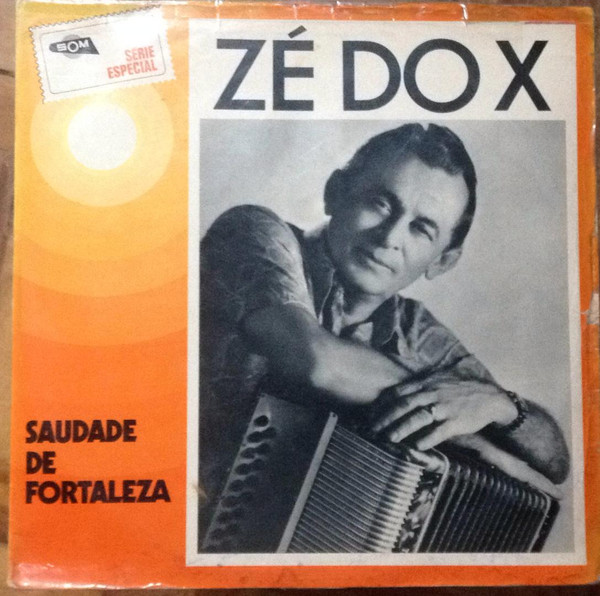 SOM
SÉRIE
ESPECIAL
ZÉ DO X
SAUDADE
DE
FORTALEZA